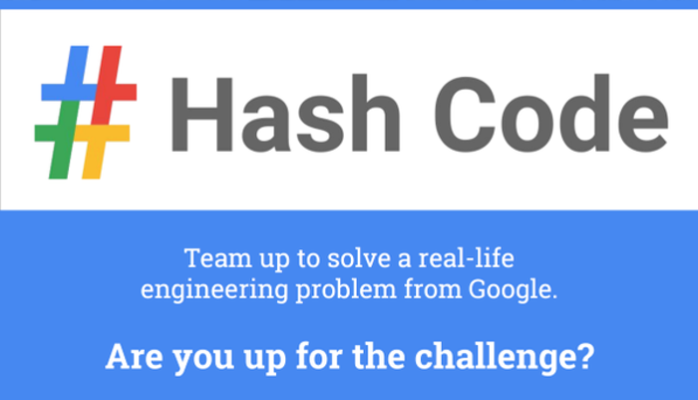 # Hash Code
Team up to solve a real-life
engineering problem from Google.
Are you up for the challenge?